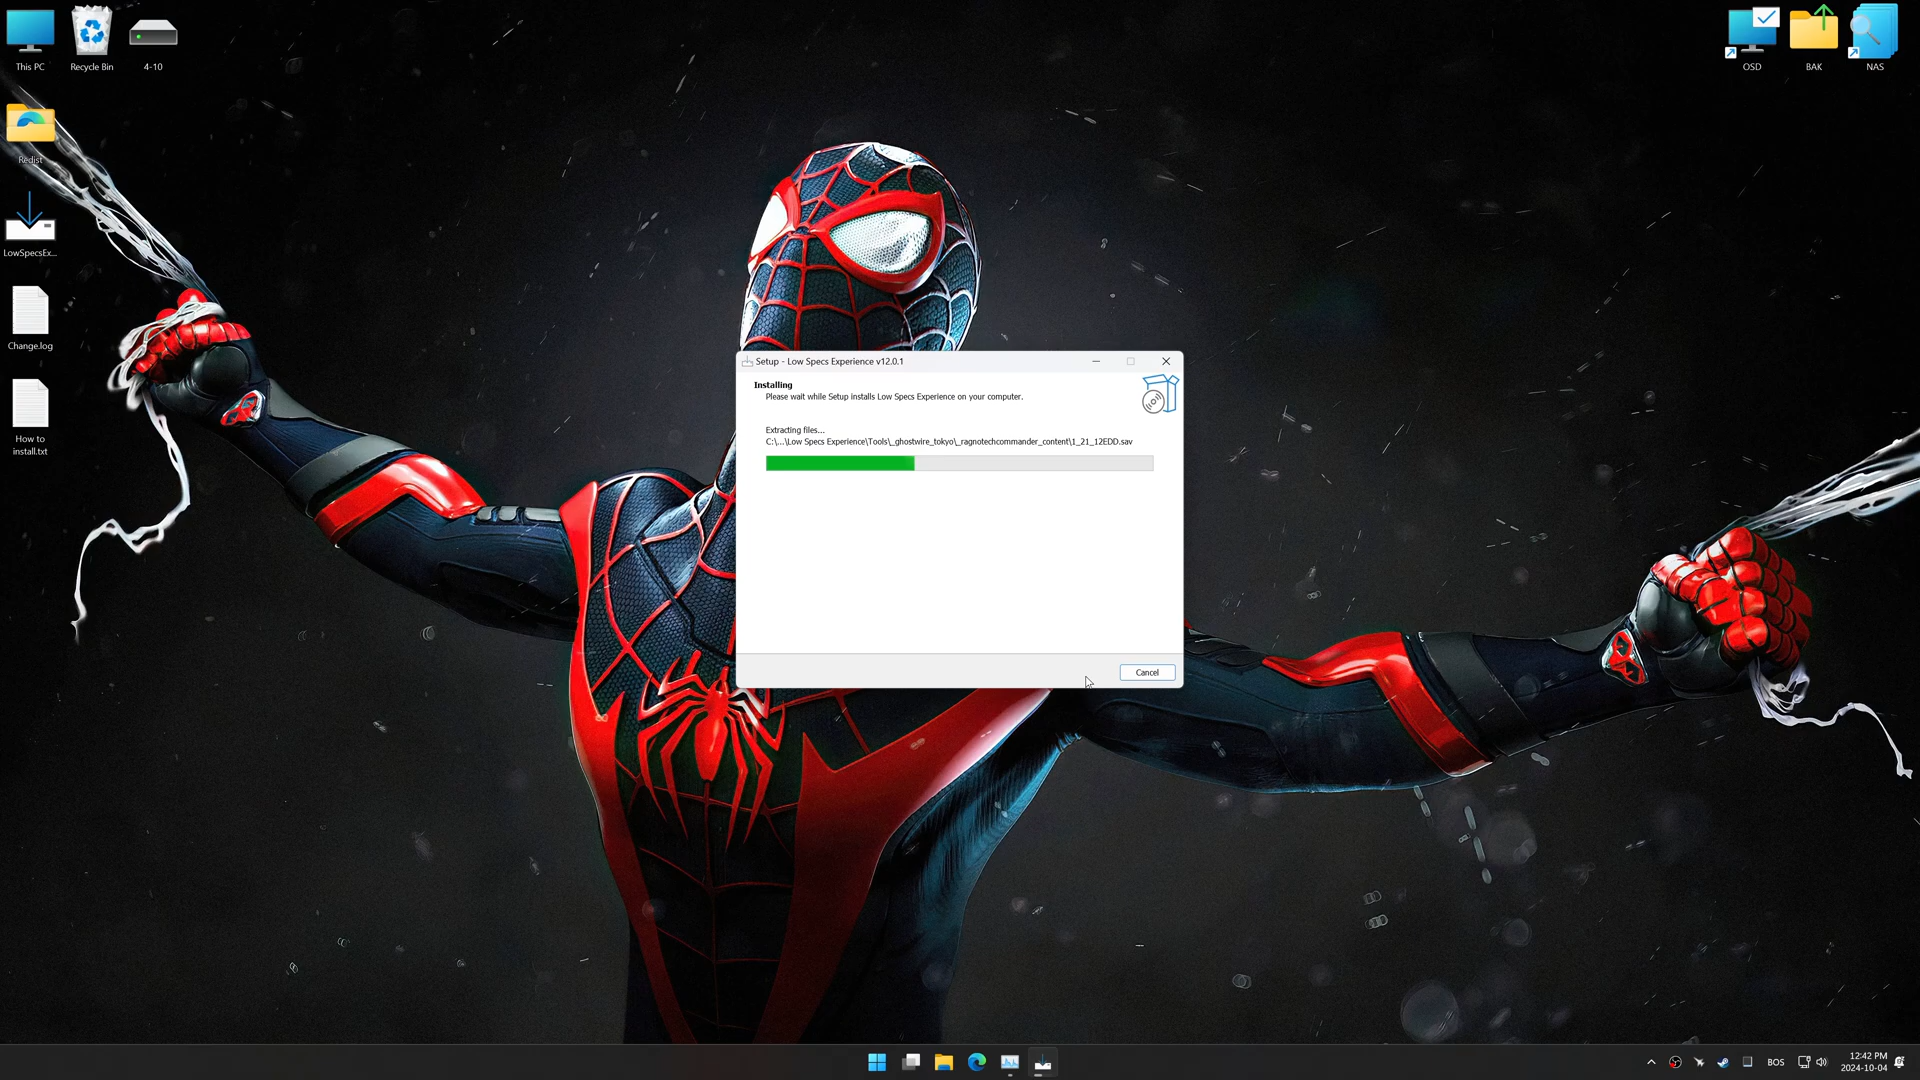 This PC
Recycle Bin
4-10
OSD
BAK
NAS
Redist
LowSpecsEx...
Change.log
How to
install.txt
Setup - Low Specs Experience v12.0.1
Installing
Please wait while Setup installs Low Specs Experience on your computer.
Extracting files...
C:\...\Low Specs Experience\Tools\_ghostwire_tokyo\_ragnotechcommander_content\1_21_12EDD.sav
Cancel
BOS
12:42 PM
2024-10-04